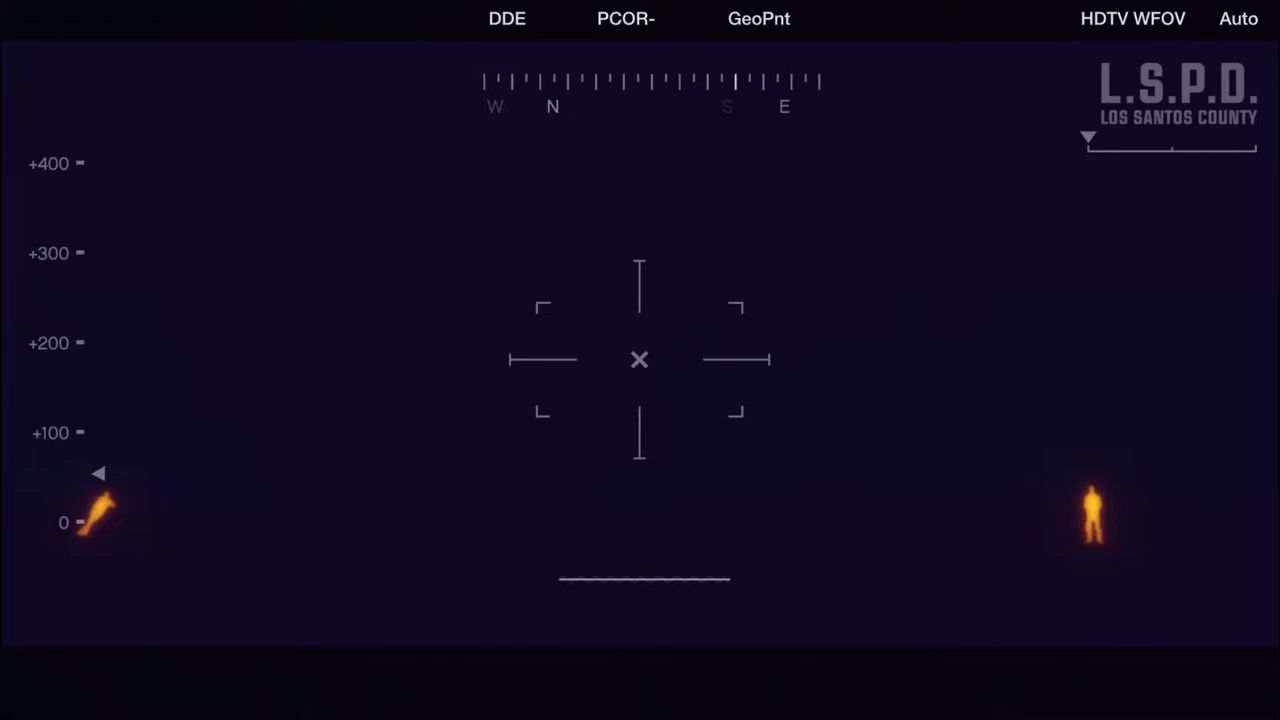 DDE PCOR- GeoPnt HDTV WFOV Auto
L.S.P.D.
LOS SANTOS COUNTY
W N S E
+400
+300
+200
+100
0